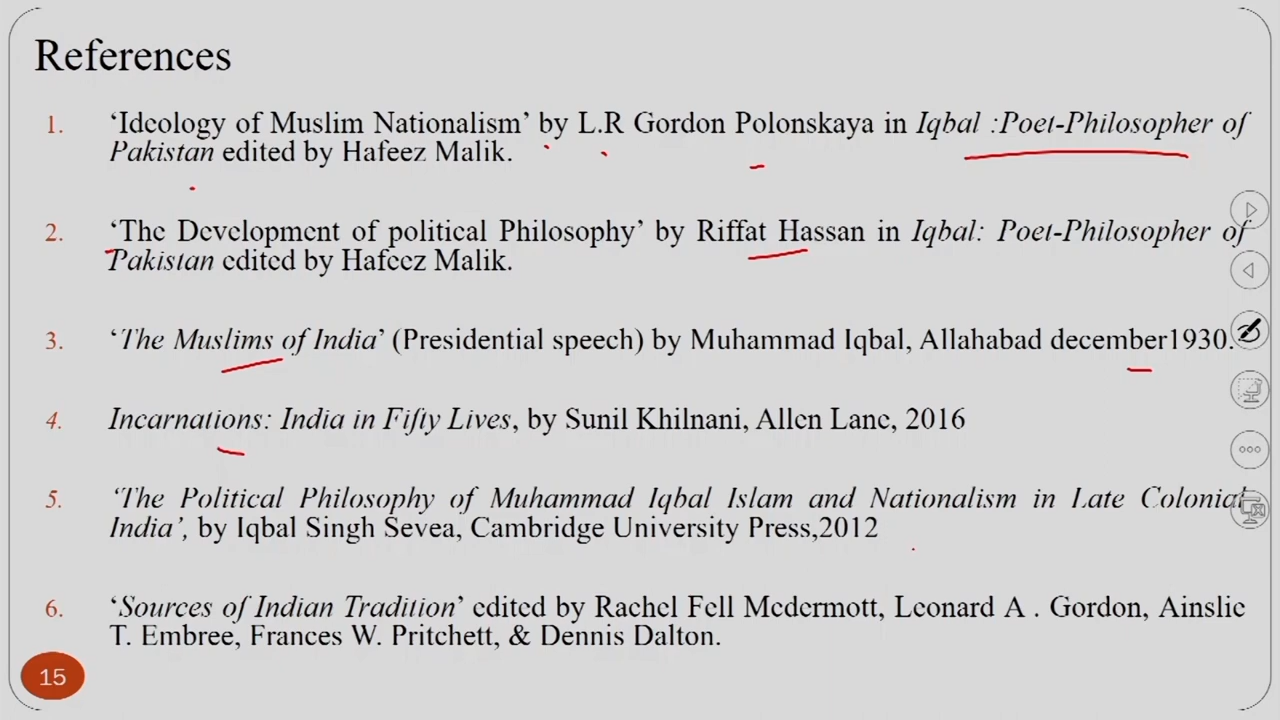 References
1. ‘Ideology of Muslim Nationalism’ by L.R Gordon Polonskaya in Iqbal :Poet-Philosopher of
Pakistan edited by Hafeez Malik.
2. ‘The Development of political Philosophy’ by Riffat Hassan in Iqbal: Poet-Philosopher of
Pakistan edited by Hafeez Malik.
3. ‘The Muslims of India’ (Presidential speech) by Muhammad Iqbal, Allahabad december1930.
4. Incarnations: India in Fifty Lives, by Sunil Khilnani, Allen Lane, 2016
5. ‘The Political Philosophy of Muhammad Iqbal Islam and Nationalism in Late Colonial
India’, by Iqbal Singh Sevea, Cambridge University Press,2012
6. ‘Sources of Indian Tradition’ edited by Rachel Fell Mcdermott, Leonard A . Gordon, Ainslie
T. Embree, Frances W. Pritchett, & Dennis Dalton.
15